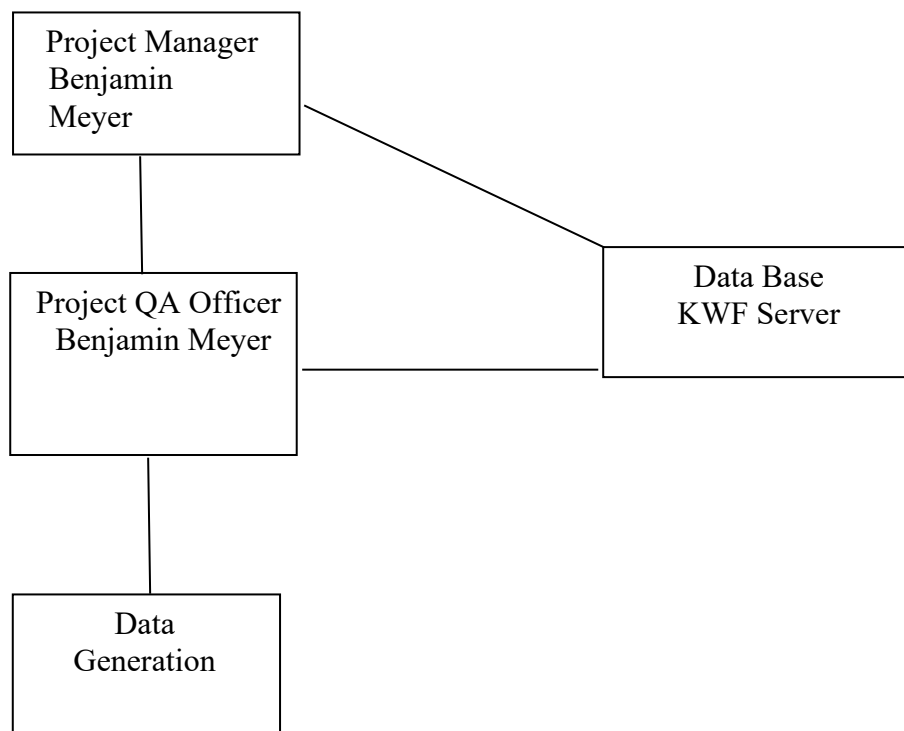 Project Manager
Benjamin
Meyer
Project QA Officer
Benjamin Meyer
Data Base
KWF Server
Data
Generation